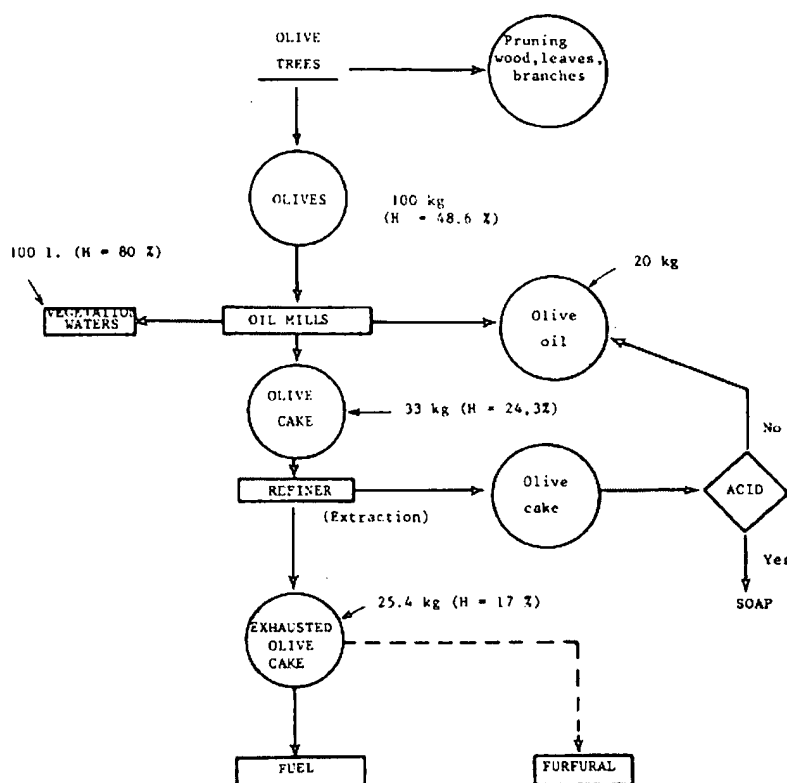 OLIVE
TREES
Pruning
wood, leaves,
branches
OLIVES
100 kg
(H = 48.6 %)
100 l. (H = 80 %)
20 kg
VEGETATION
WATERS
OIL MILLS
Olive
oil
OLIVE
CAKE
33 kg (H = 24,3%)
No
REFINER
Olive
cake
ACID
(Extraction)
Yes
25.4 kg (H = 17 %)
SOAP
EXHAUSTED
OLIVE
CAKE
FUEL
FURFURAL